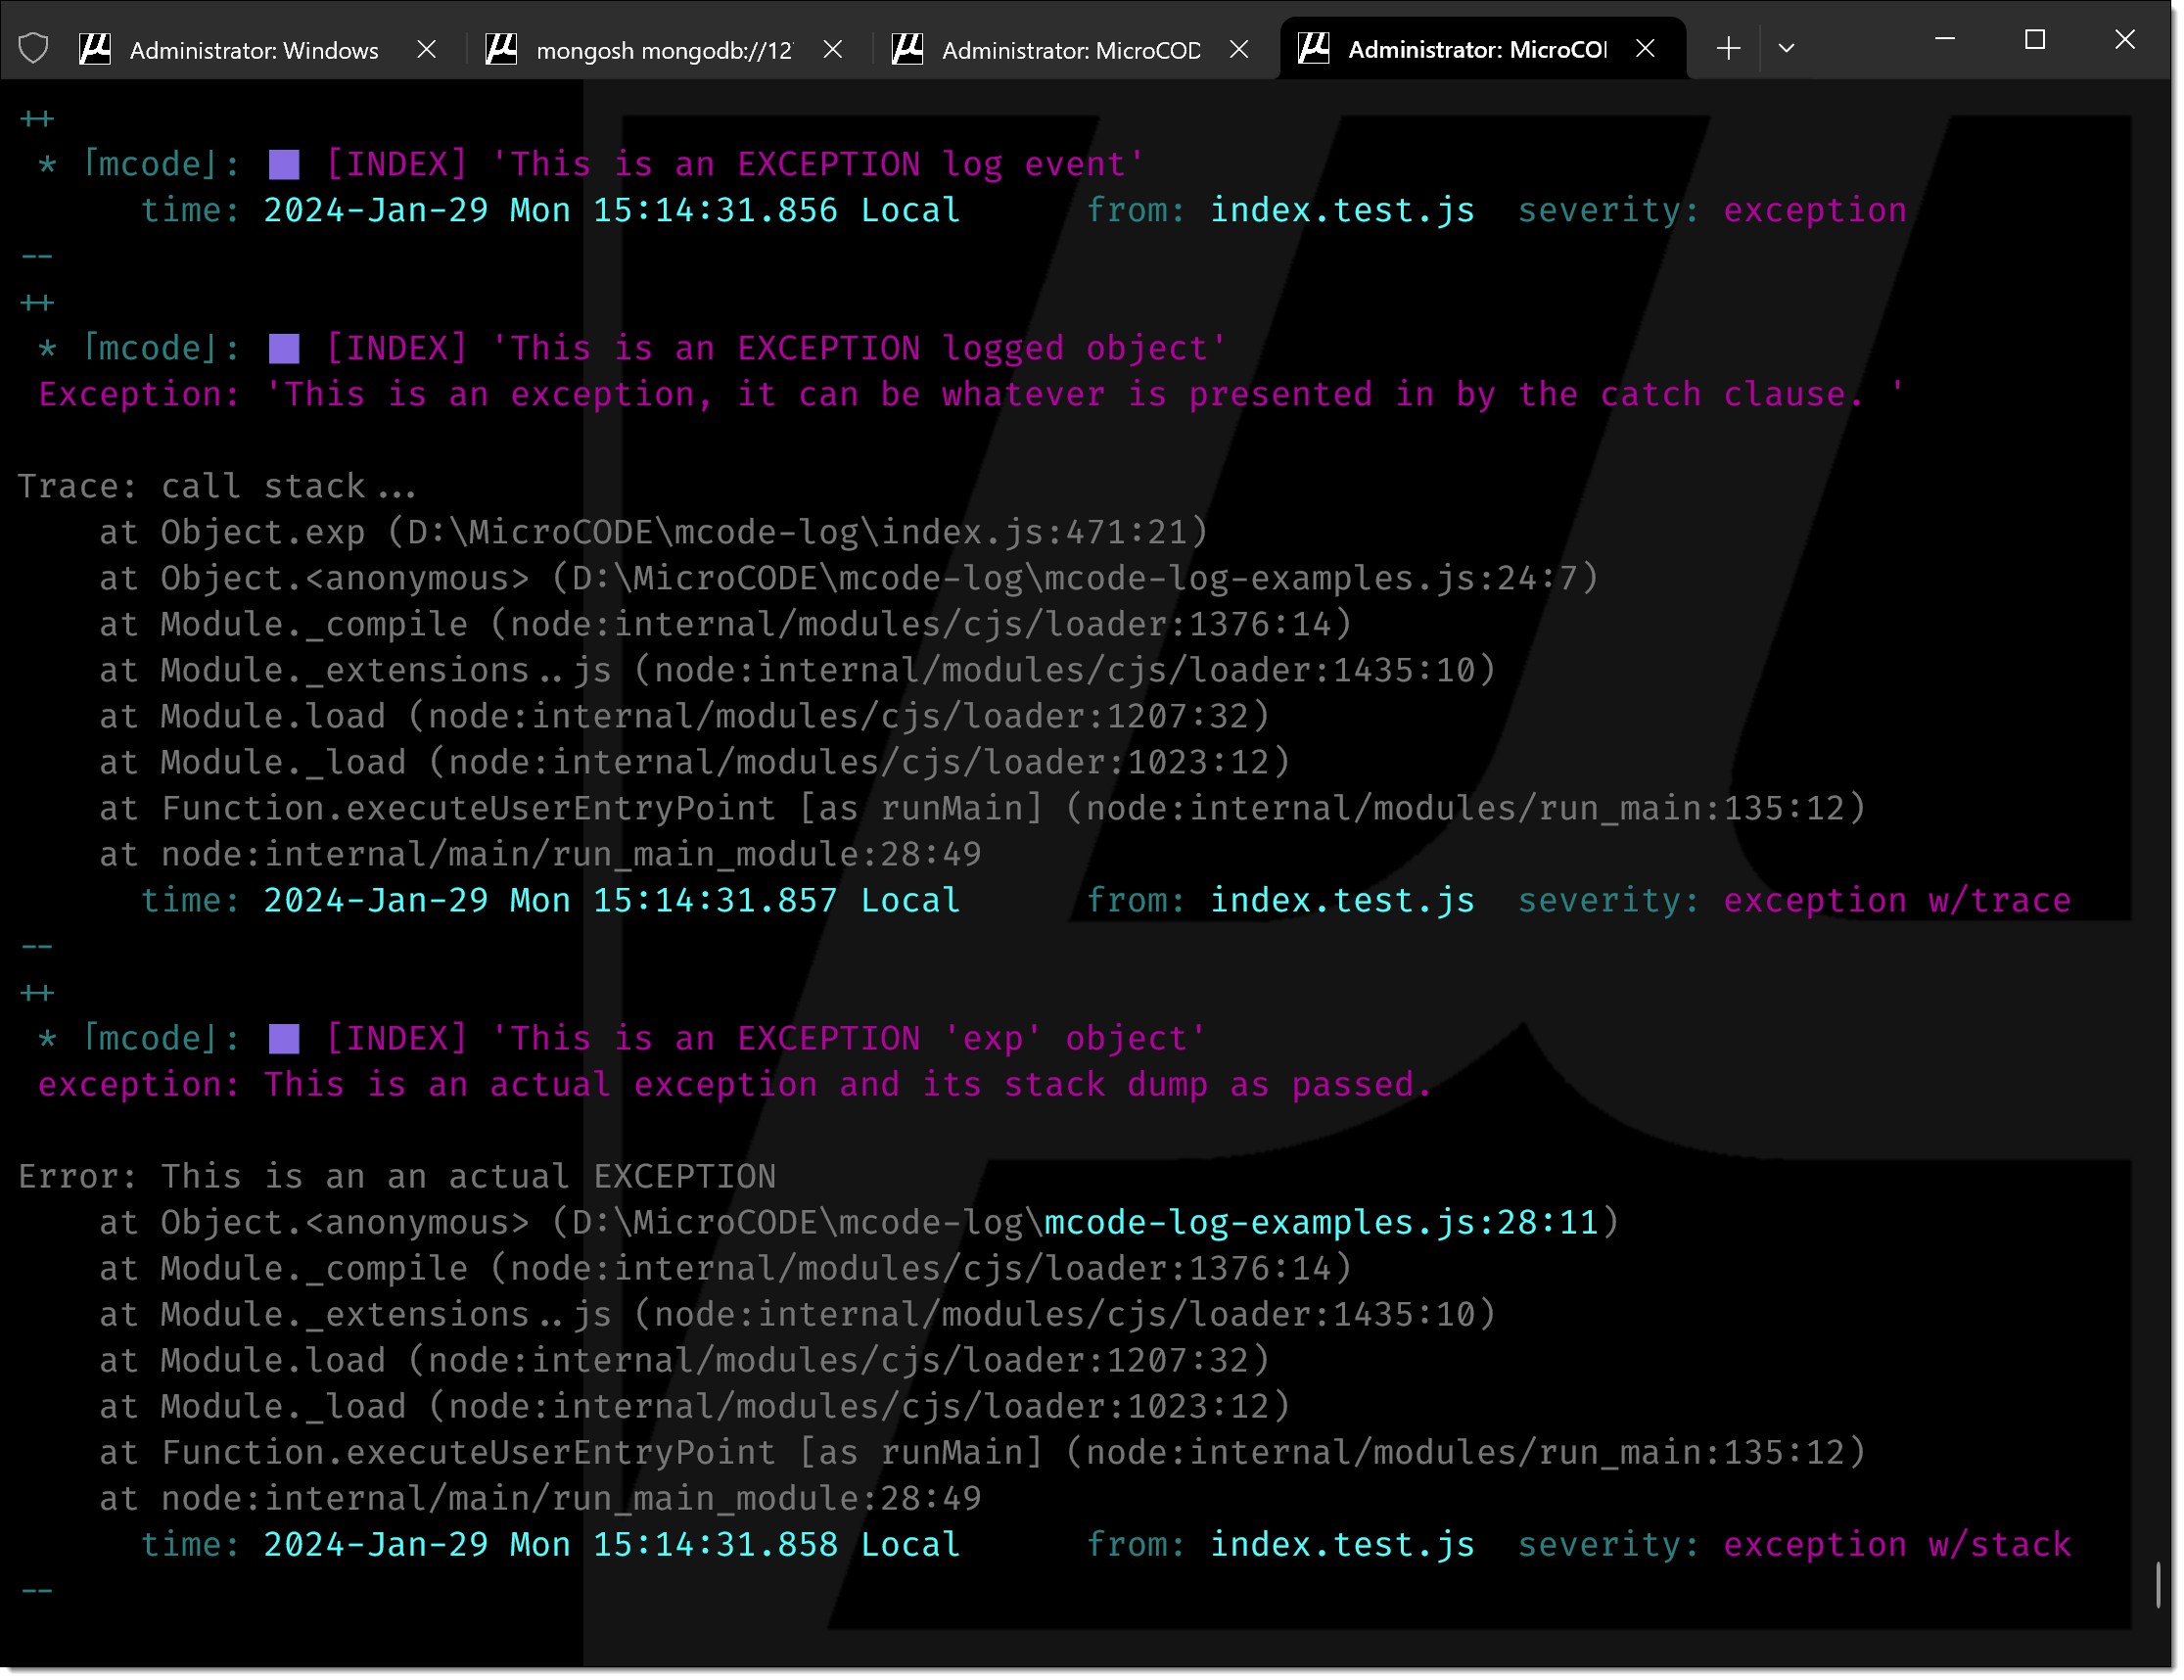 Administrator: Windows
mongosh mongodb://12
Administrator: MicroCOD
Administrator: MicroCO
++
* ⌈mcode⌋: [INDEX] 'This is an EXCEPTION log event'
time: 2024-Jan-29 Mon 15:14:31.856 Local from: index.test.js severity: exception
--
++
* ⌈mcode⌋: [INDEX] 'This is an EXCEPTION logged object'
Exception: 'This is an exception, it can be whatever is presented in by the catch clause. '
Trace: call stack...
at Object.exp (D:\MicroCODE\mcode-log\index.js:471:21)
at Object.<anonymous> (D:\MicroCODE\mcode-log\mcode-log-examples.js:24:7)
at Module._compile (node:internal/modules/cjs/loader:1376:14)
at Module._extensions..js (node:internal/modules/cjs/loader:1435:10)
at Module.load (node:internal/modules/cjs/loader:1207:32)
at Module._load (node:internal/modules/cjs/loader:1023:12)
at Function.executeUserEntryPoint [as runMain] (node:internal/modules/run_main:135:12)
at node:internal/main/run_main_module:28:49
time: 2024-Jan-29 Mon 15:14:31.857 Local from: index.test.js severity: exception w/trace
--
++
* ⌈mcode⌋: [INDEX] 'This is an EXCEPTION 'exp' object'
exception: This is an actual exception and its stack dump as passed.
Error: This is an an actual EXCEPTION
at Object.<anonymous> (D:\MicroCODE\mcode-log\mcode-log-examples.js:28:11)
at Module._compile (node:internal/modules/cjs/loader:1376:14)
at Module._extensions..js (node:internal/modules/cjs/loader:1435:10)
at Module.load (node:internal/modules/cjs/loader:1207:32)
at Module._load (node:internal/modules/cjs/loader:1023:12)
at Function.executeUserEntryPoint [as runMain] (node:internal/modules/run_main:135:12)
at node:internal/main/run_main_module:28:49
time: 2024-Jan-29 Mon 15:14:31.858 Local from: index.test.js severity: exception w/stack
--